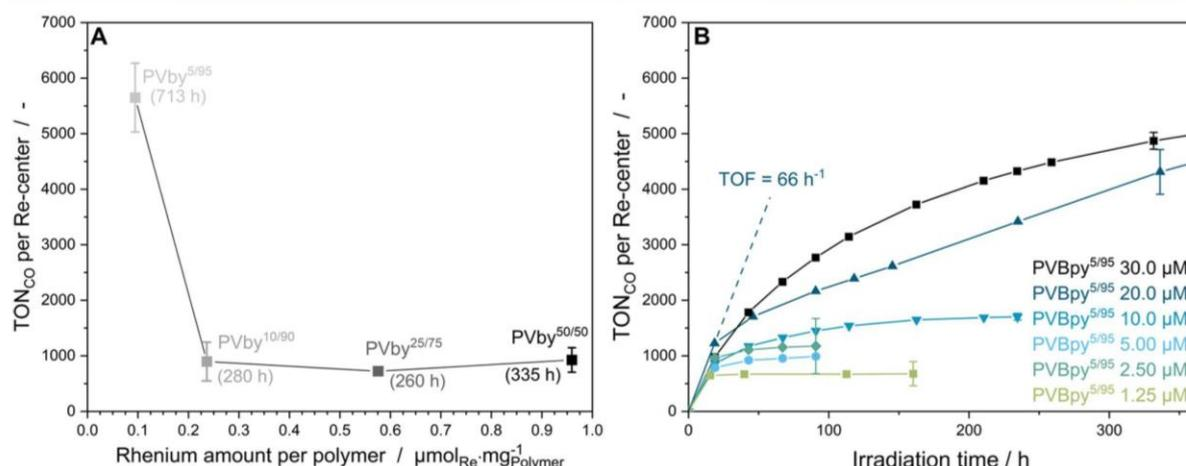 A
7000
6000
5000
4000
3000
2000
1000
0
TON_CO per Re-center / -
PVby^5/95
(713 h)
PVby^10/90
(280 h)
PVby^25/75
(260 h)
PVby^50/50
(335 h)
0.0 0.1 0.2 0.3 0.4 0.5 0.6 0.7 0.8 0.9 1.0
Rhenium amount per polymer / μmol_Re·mg^-1_Polymer
B
7000
6000
5000
4000
3000
2000
1000
0
TON_CO per Re-center / -
TOF = 66 h^-1
PVBpy^5/95 30.0 μM
PVBpy^5/95 20.0 μM
PVBpy^5/95 10.0 μM
PVBpy^5/95 5.00 μM
PVBpy^5/95 2.50 μM
PVBpy^5/95 1.25 μM
0 100 200 300
Irradiation time / h